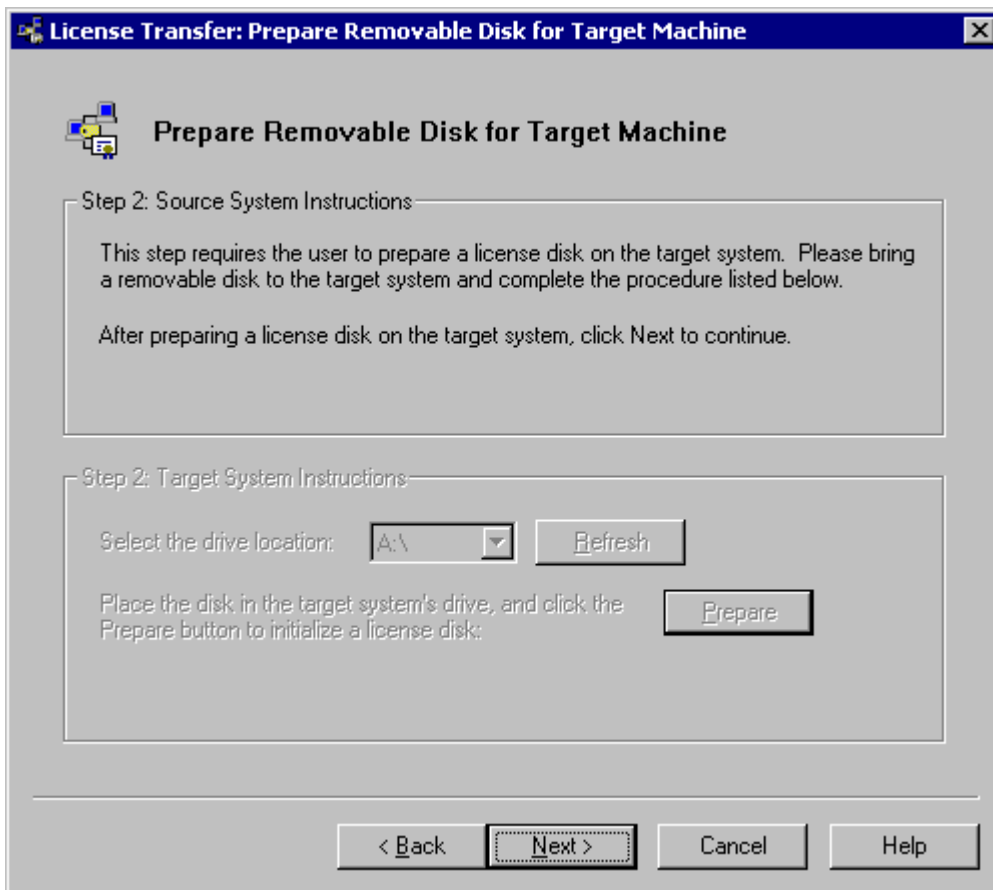 License Transfer: Prepare Removable Disk for Target Machine
Prepare Removable Disk for Target Machine
Step 2: Source System Instructions
This step requires the user to prepare a license disk on the target system.  Please bring
a removable disk to the target system and complete the procedure listed below.
After preparing a license disk on the target system, click Next to continue.
Step 2: Target System Instructions
Select the drive location:
A:\
Refresh
Place the disk in the target system's drive, and click the
Prepare button to initialize a license disk:
Prepare
< Back
Next >
Cancel
Help